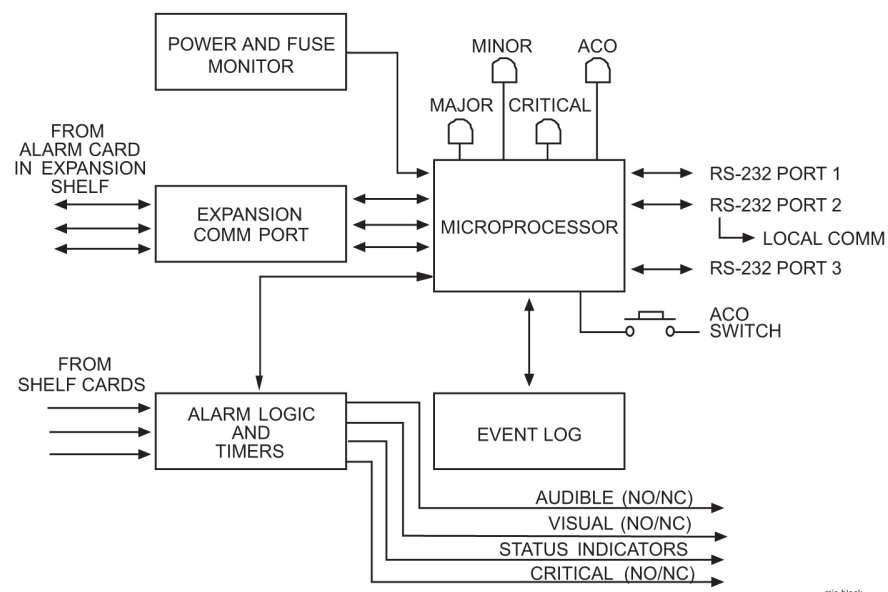 POWER AND FUSE
MONITOR
MINOR
ACO
MAJOR
CRITICAL
FROM
ALARM CARD
IN EXPANSION
SHELF
EXPANSION
COMM PORT
MICROPROCESSOR
RS-232 PORT 1
RS-232 PORT 2
LOCAL COMM
RS-232 PORT 3
ACO
SWITCH
FROM
SHELF CARDS
ALARM LOGIC
AND
TIMERS
EVENT LOG
AUDIBLE (NO/NC)
VISUAL (NO/NC)
STATUS INDICATORS
CRITICAL (NO/NC)